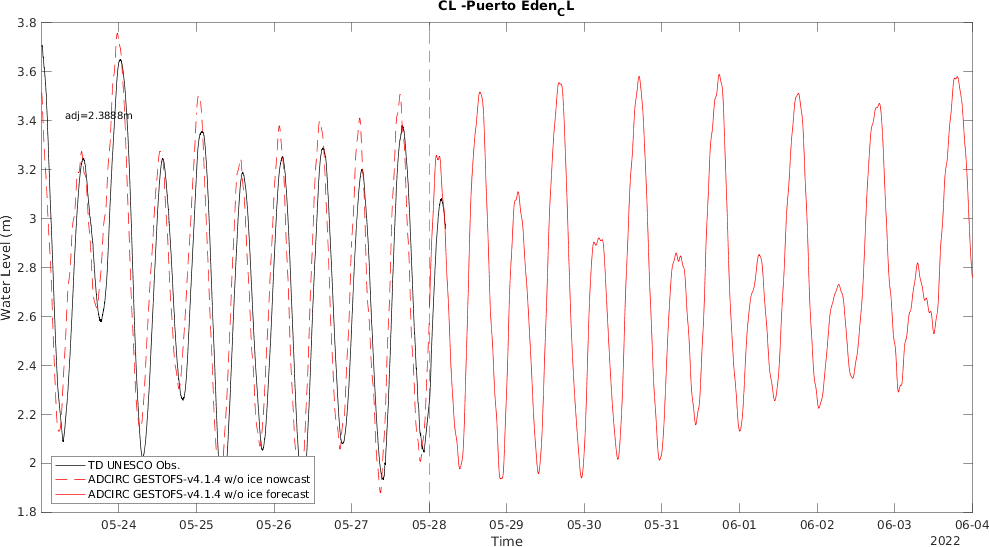 CL -Puerto Eden_CL
3.8
3.6
adj=2.3888m
3.4
3.2
3
2.8
2.6
2.4
2.2
2
1.8
Water Level (m)
TD UNESCO Obs.
ADCIRC GESTOFS-v4.1.4 w/o ice nowcast
ADCIRC GESTOFS-v4.1.4 w/o ice forecast
05-24 05-25 05-26 05-27 05-28 05-29 05-30 05-31 06-01 06-02 06-03 06-04
Time
2022